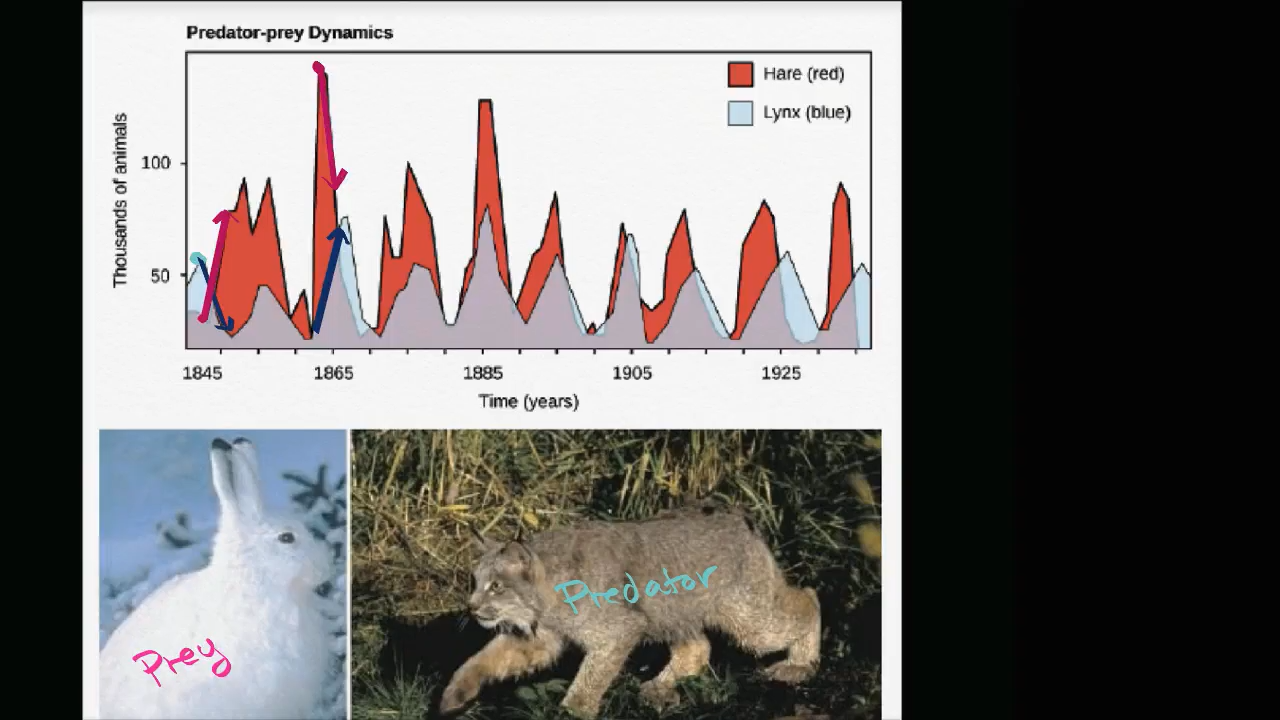 Predator-prey Dynamics
Hare (red)
Lynx (blue)
Thousands of animals
100
50
1845 1865 1885 1905 1925
Time (years)
Prey
Predator